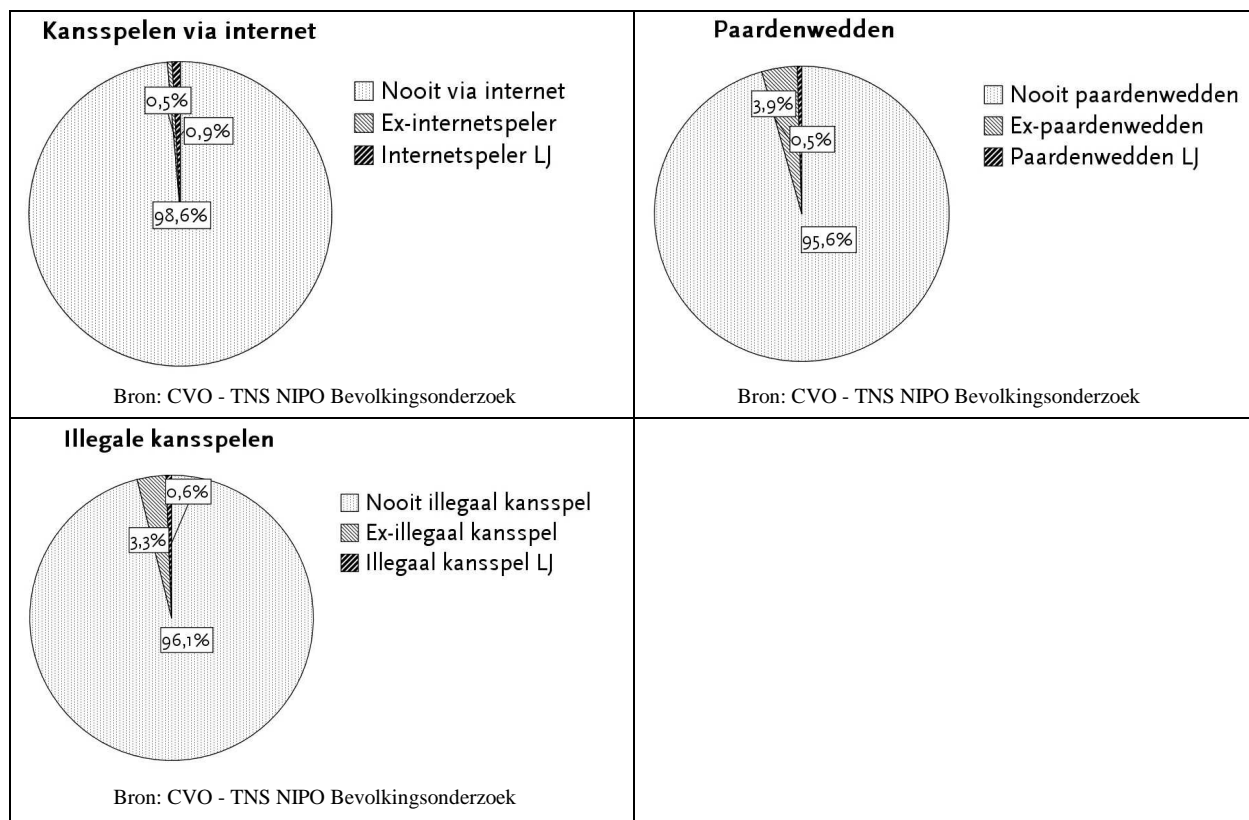 Kansspelen via internet
0,5%
0,9%
98,6%
Nooit via internet
Ex-internetspeler
Internetspeler LJ
Bron: CVO - TNS NIPO Bevolkingsonderzoek
Paardenwedden
3,9%
0,5%
95,6%
Nooit paardenwedden
Ex-paardenwedden
Paardenwedden LJ
Bron: CVO - TNS NIPO Bevolkingsonderzoek
Illegale kansspelen
0,6%
3,3%
96,1%
Nooit illegaal kansspel
Ex-illegaal kansspel
Illegaal kansspel LJ
Bron: CVO - TNS NIPO Bevolkingsonderzoek